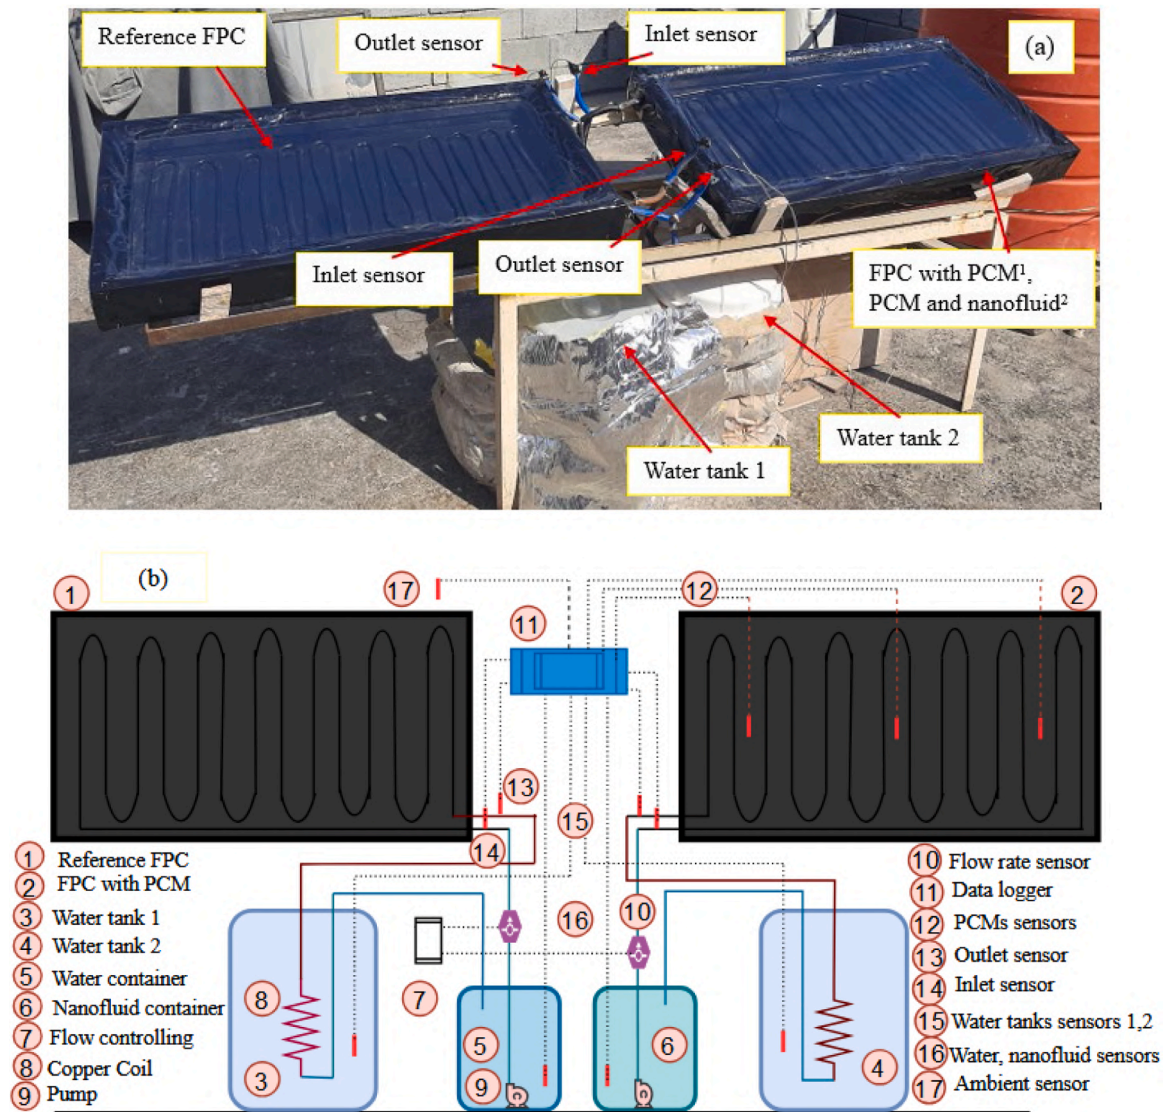 Reference FPC
Outlet sensor
Inlet sensor
(a)
Inlet sensor
Outlet sensor
FPC with PCM¹,
PCM and nanofluid²
Water tank 1
Water tank 2
(b)
1
17
12
2
11
13
14
15
16
10
7
8
3
5
9
6
4
1 Reference FPC
2 FPC with PCM
3 Water tank 1
4 Water tank 2
5 Water container
6 Nanofluid container
7 Flow controlling
8 Copper Coil
9 Pump
10 Flow rate sensor
11 Data logger
12 PCMs sensors
13 Outlet sensor
14 Inlet sensor
15 Water tanks sensors 1,2
16 Water, nanofluid sensors
17 Ambient sensor